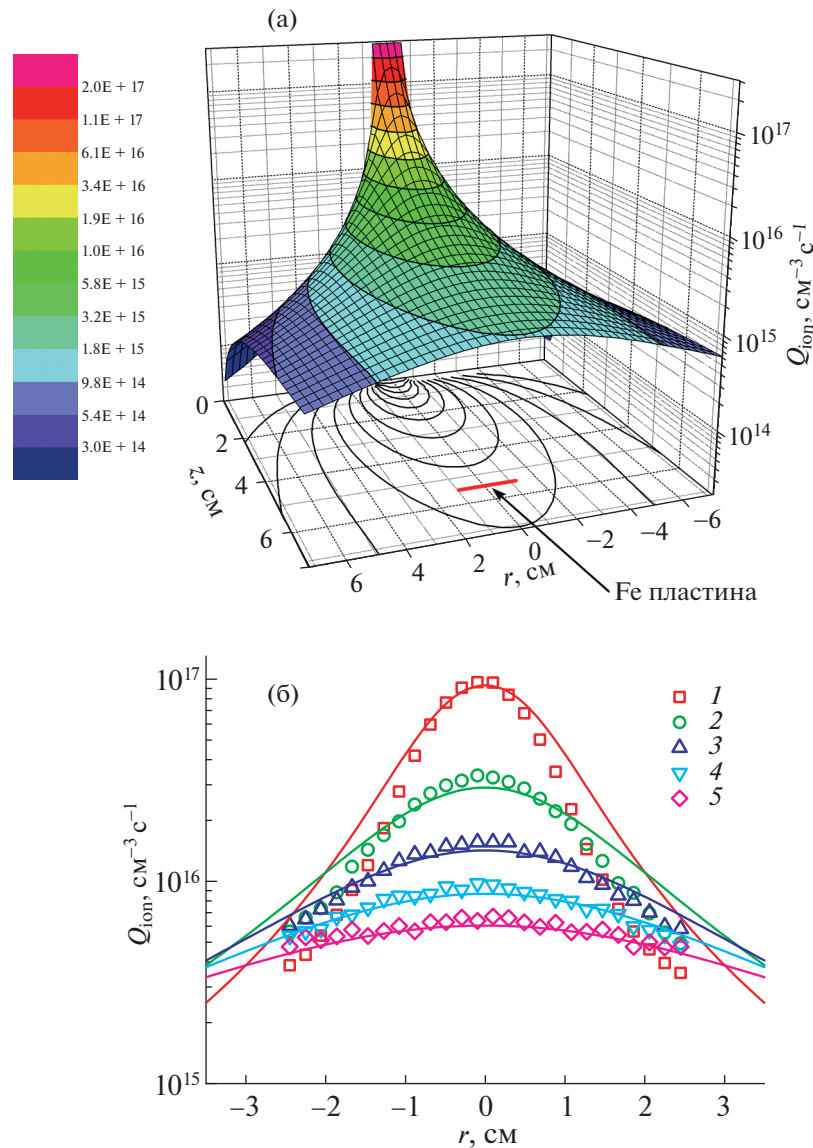 (а)
2.0E + 17
1.1E + 17
6.1E + 16
3.4E + 16
1.9E + 16
1.0E + 16
5.8E + 15
3.2E + 15
1.8E + 15
9.8E + 14
5.4E + 14
3.0E + 14
10¹⁷
10¹⁶
10¹⁵
10¹⁴
Q_ion, см⁻³ с⁻¹
0
2
4
6
z, см
6
4
2
0
−2
−4
−6
r, см
Fe пластина
(б)
10¹⁷
10¹⁶
10¹⁵
Q_ion, см⁻³ с⁻¹
1
2
3
4
5
−3
−2
−1
0
1
2
3
r, см